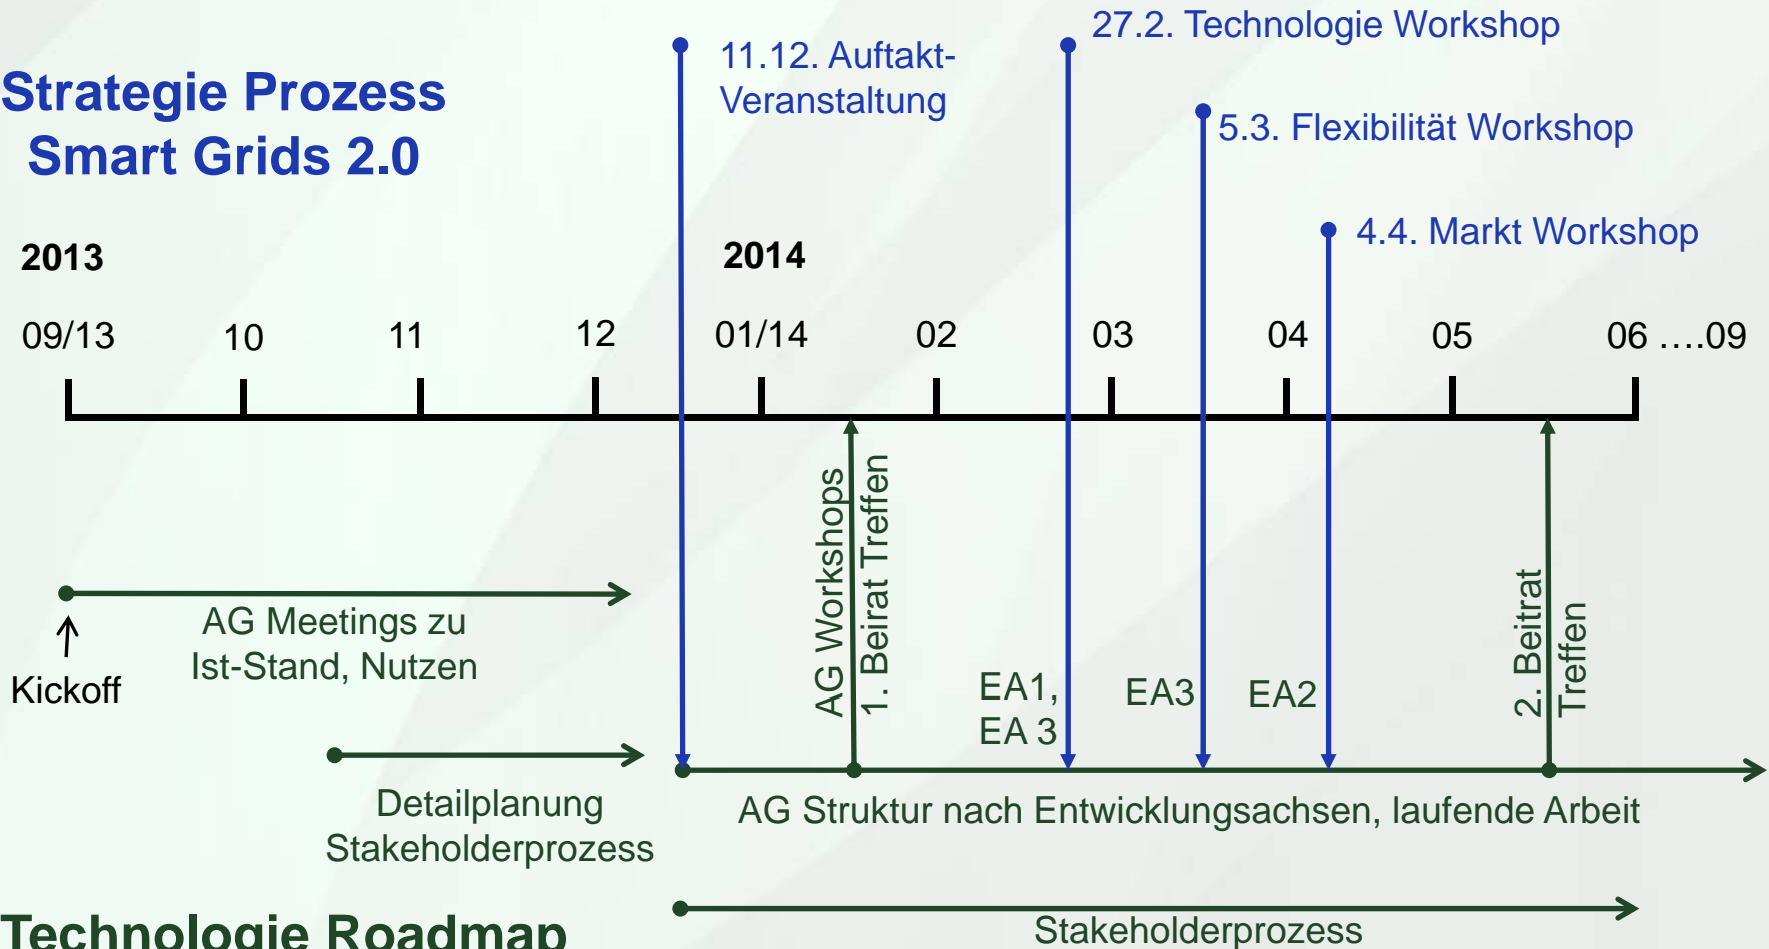 27.2. Technologie Workshop
11.12. Auftakt-
Veranstaltung
Strategie Prozess
Smart Grids 2.0
5.3. Flexibilität Workshop
4.4. Markt Workshop
2013
2014
09/13 10 11 12 01/14 02 03 04 05 06 ....09
AG Workshops
1. Beirat Treffen
2. Beitrat
Treffen
AG Meetings zu
Ist-Stand, Nutzen
Kickoff
EA1,
EA 3
EA3
EA2
Detailplanung
Stakeholderprozess
AG Struktur nach Entwicklungsachsen, laufende Arbeit
Stakeholderprozess
Technologie Roadmap